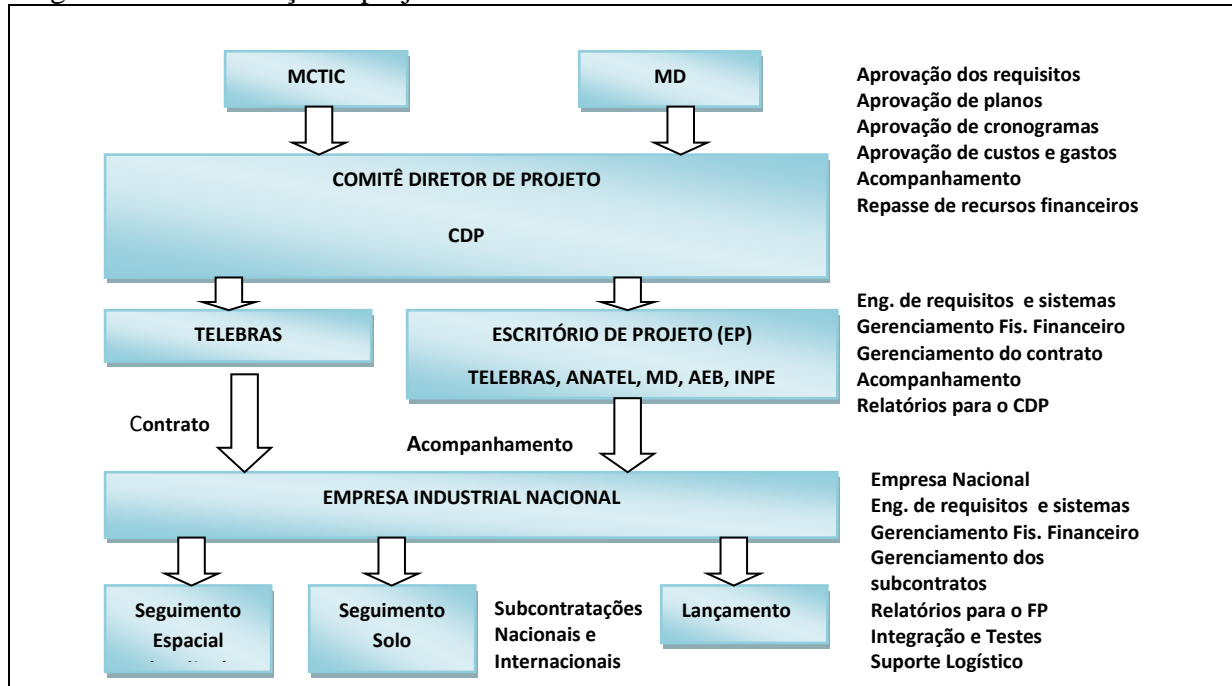 MCTIC
MD
Aprovação dos requisitos
Aprovação de planos
Aprovação de cronogramas
Aprovação de custos e gastos
Acompanhamento
Repasse de recursos financeiros
COMITÊ DIRETOR DE PROJETO
CDP
TELEBRAS
ESCRITÓRIO DE PROJETO (EP)
TELEBRAS, ANATEL, MD, AEB, INPE
Eng. de requisitos e sistemas
Gerenciamento Fis. Financeiro
Gerenciamento do contrato
Acompanhamento
Relatórios para o CDP
Contrato
Acompanhamento
EMPRESA INDUSTRIAL NACIONAL
Empresa Nacional
Eng. de requisitos e sistemas
Gerenciamento Fis. Financeiro
Gerenciamento dos
subcontratos
Relatórios para o FP
Integração e Testes
Suporte Logístico
Seguimento
Espacial
Seguimento
Solo
Subcontratações
Nacionais e
Internacionais
Lançamento